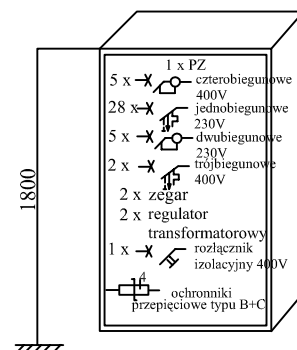 1 x PZ
5 x czterobiegunowe
400V
28 x jednobiegunowe
230V
5 x dwubiegunowe
230V
2 x trójbiegunowe
400V
2 x zegar
2 x regulator
transformatorowy
1 x rozłącznik
izolacyjny 400V
4
ochronniki
przepięciowe typu B+C
1800